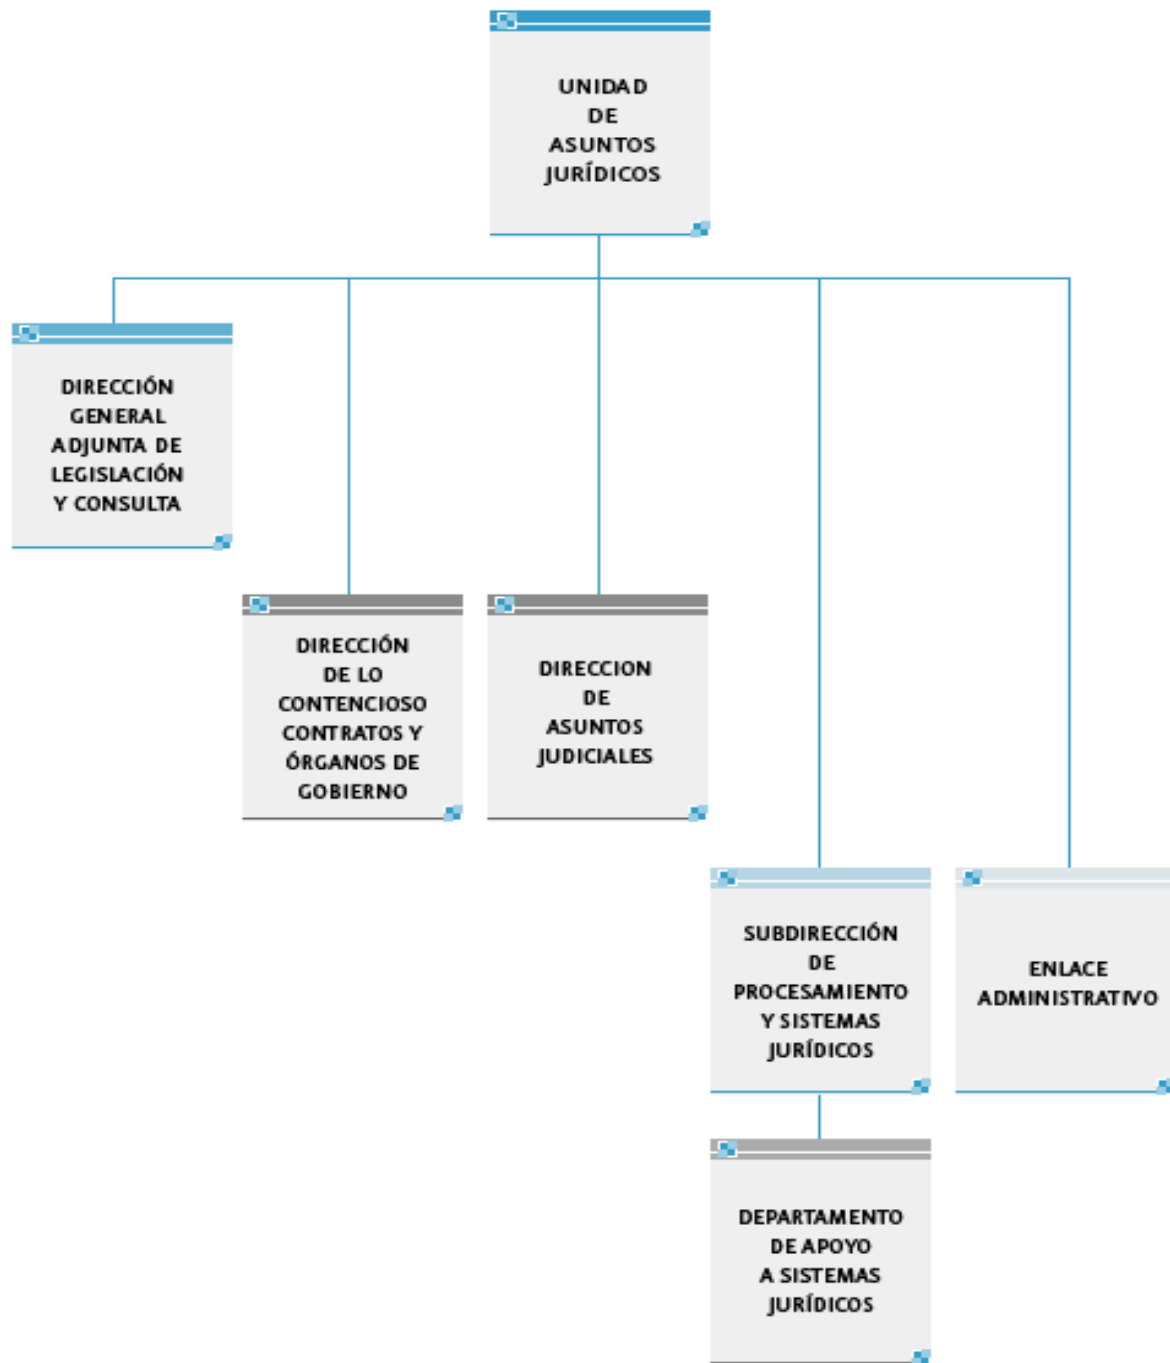 UNIDAD
DE
ASUNTOS
JURÍDICOS
DIRECCIÓN
GENERAL
ADJUNTA DE
LEGISLACIÓN
Y CONSULTA
DIRECCIÓN
DE LO
CONTENCIOSO
CONTRATOS Y
ÓRGANOS DE
GOBIERNO
DIRECCION
DE
ASUNTOS
JUDICIALES
SUBDIRECCIÓN
DE
PROCESAMIENTO
Y SISTEMAS
JURÍDICOS
ENLACE
ADMINISTRATIVO
DEPARTAMENTO
DE APOYO
A SISTEMAS
JURÍDICOS